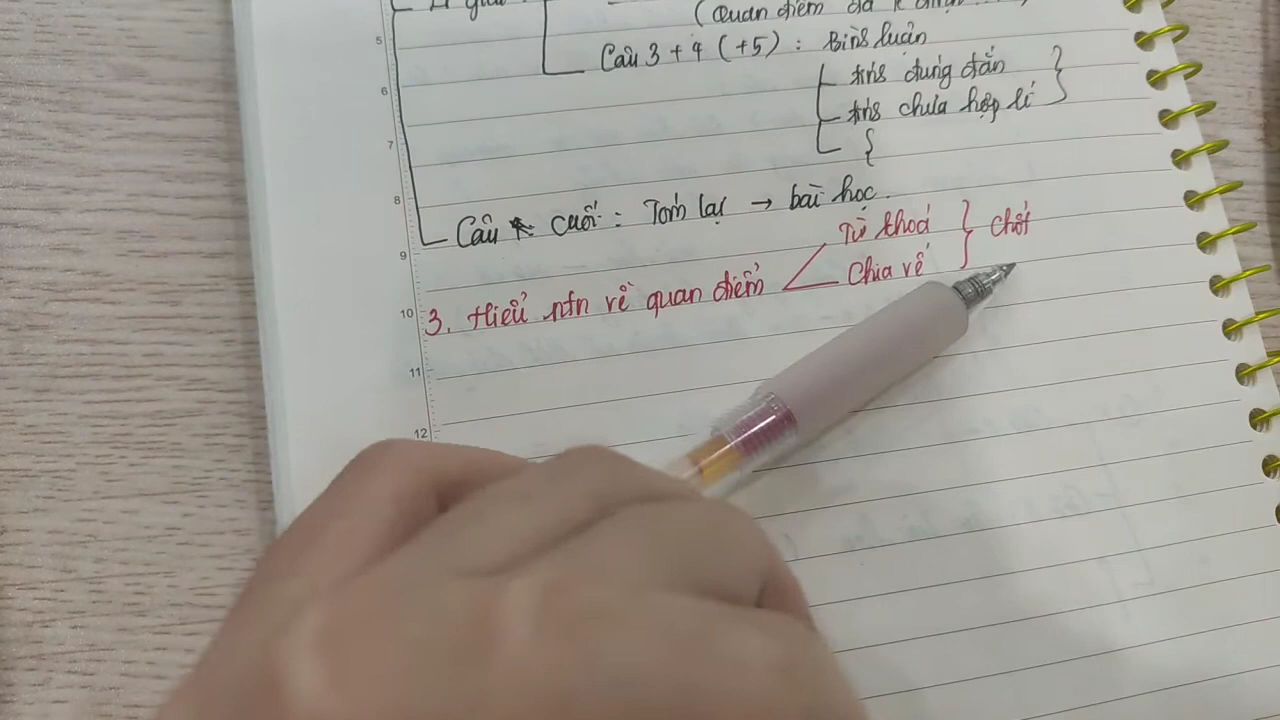 (Quan điểm
5
Câu 3 + 4 (+5) : Bình luận
6
tính đúng đắn
tính chưa hợp lí
7
8
Câu cuối : Tóm lại → bài học.
9
Từ khoá
Chia vế
chốt
10
3. Hiểu ntn về quan điểm
11
12